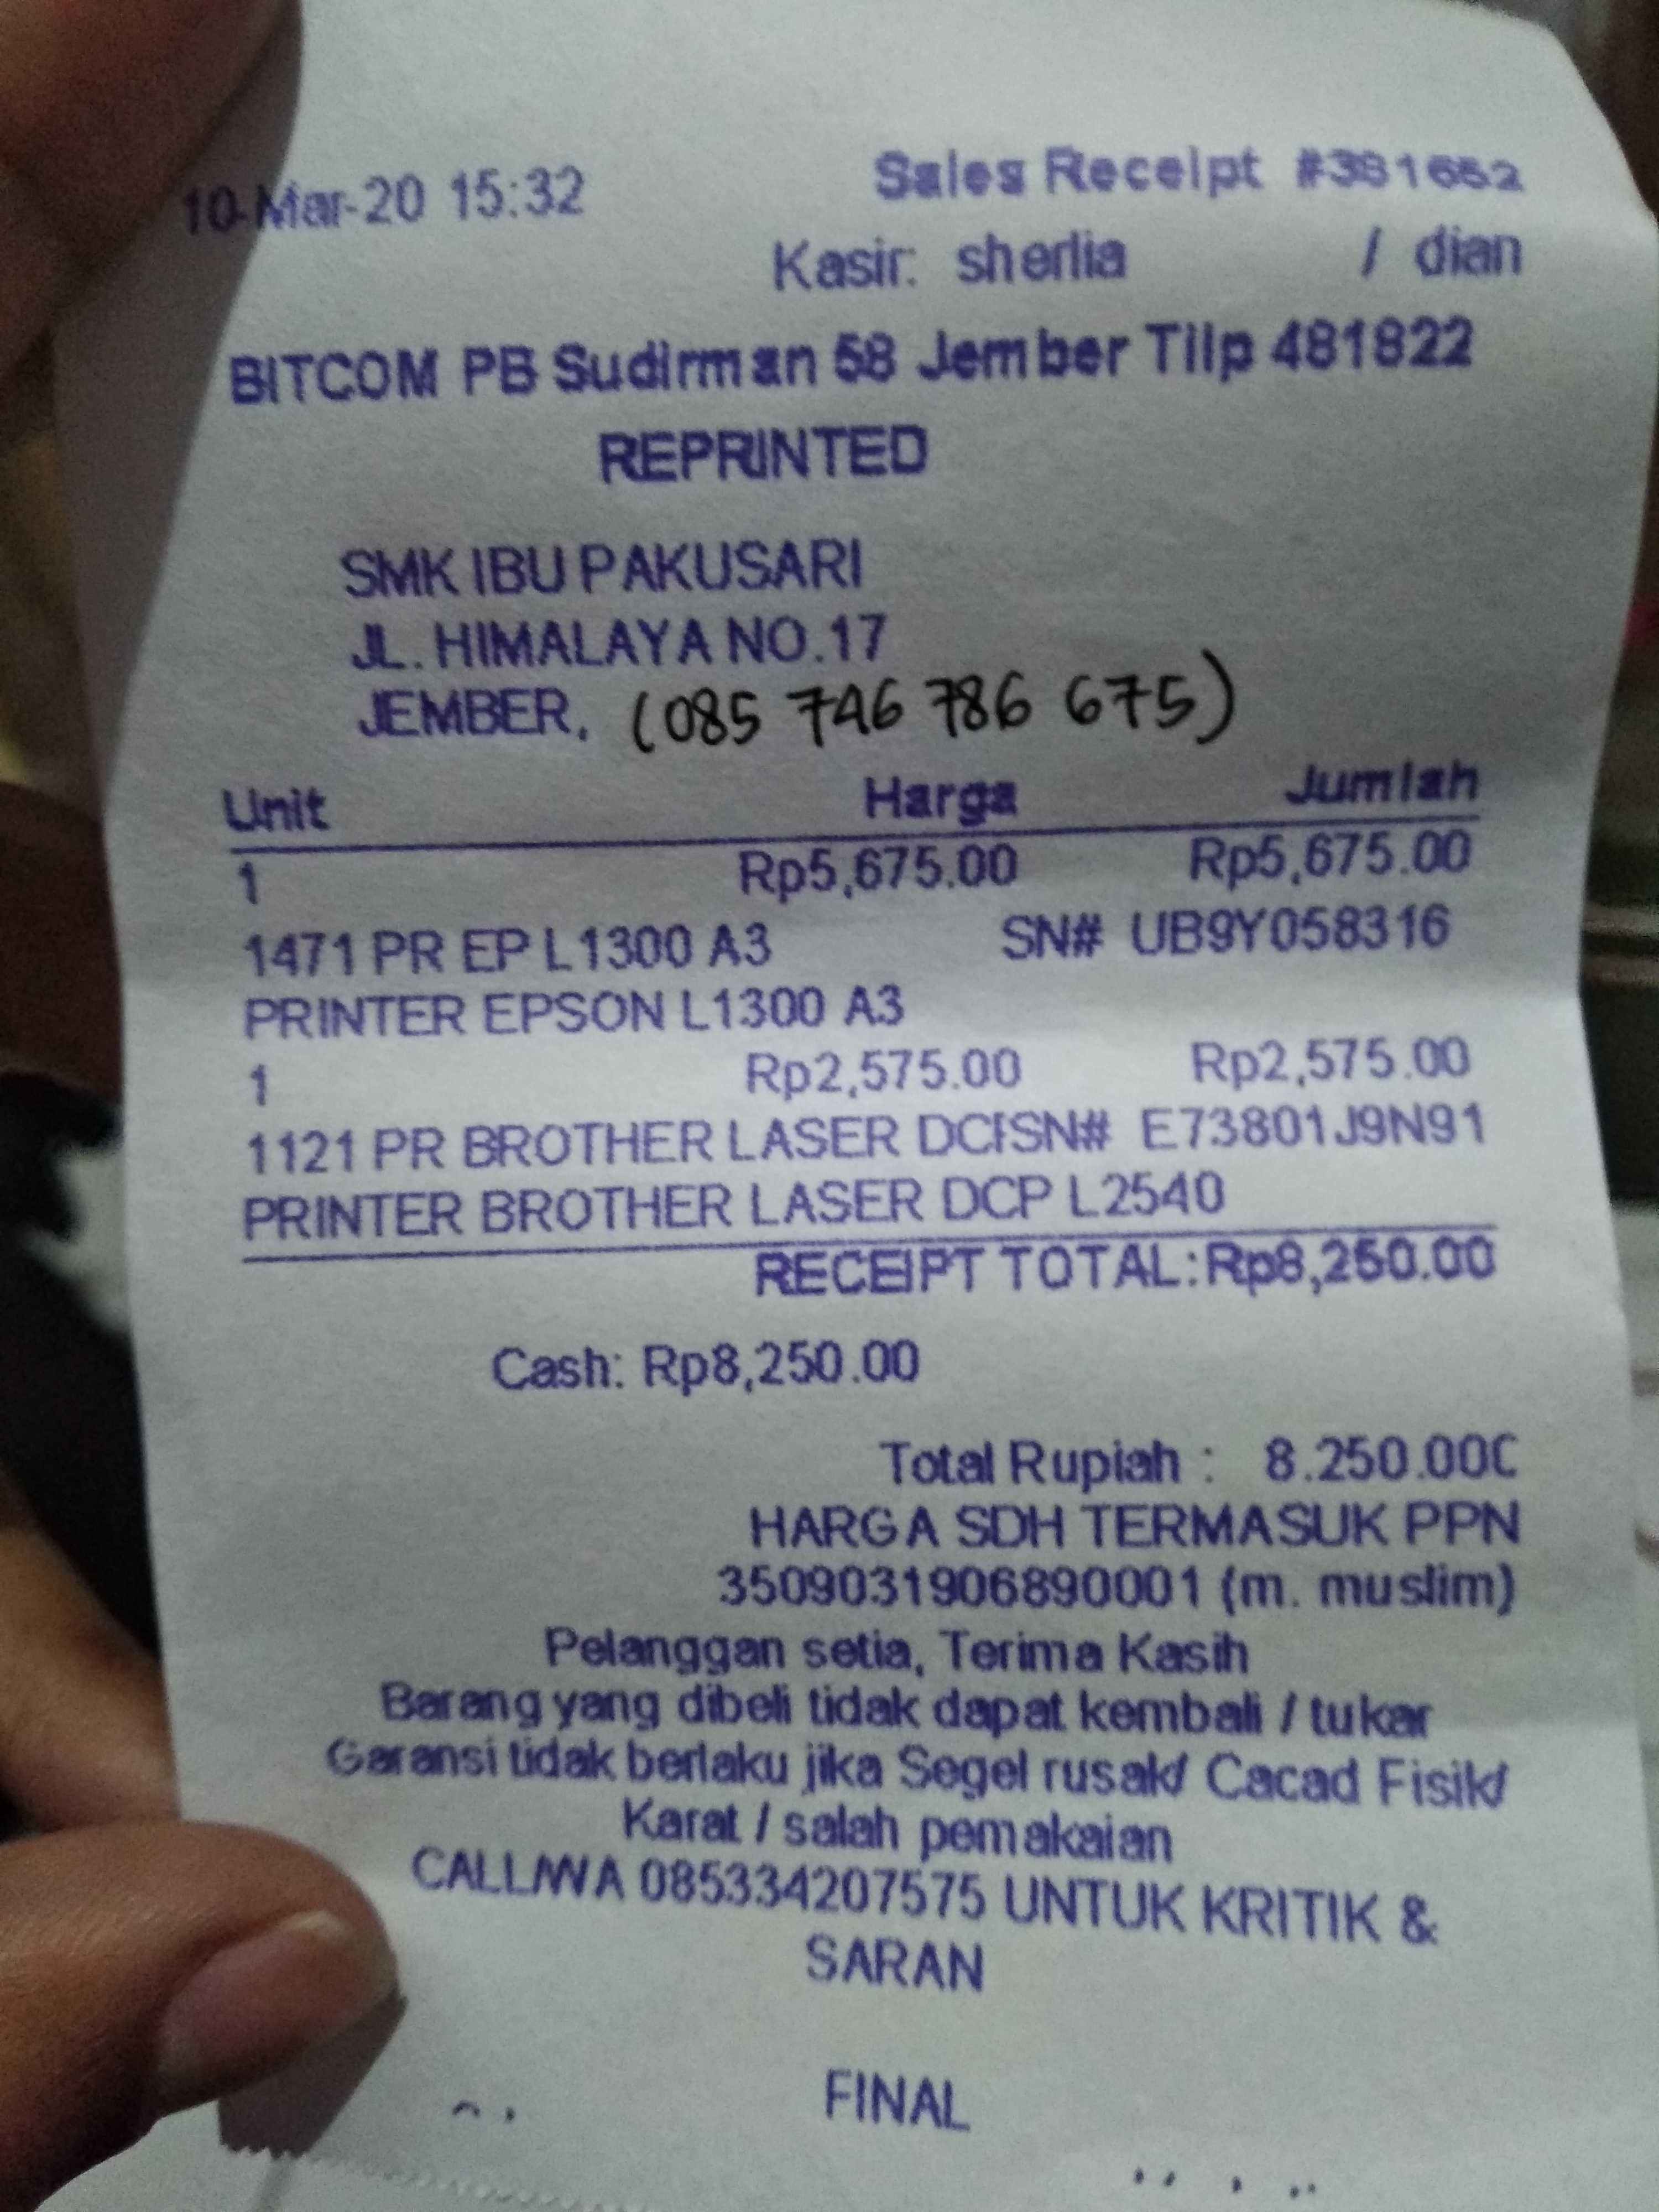 10-Mar-20 15:32 Sales Receipt #381652
Kasir: sherlia / dian
BITCOM PB Sudirman 58 Jember Tilp 481822
REPRINTED
SMK IBU PAKUSARI
JL. HIMALAYA NO.17
JEMBER, (085 746 786 675)
Unit Harga Jumlah
1 Rp5,675.00 Rp5,675.00
1471 PR EP L1300 A3 SN# UB9Y058316
PRINTER EPSON L1300 A3
1 Rp2,575.00 Rp2,575.00
1121 PR BROTHER LASER DCFSN# E73801J9N91
PRINTER BROTHER LASER DCP L2540
RECEIPT TOTAL: Rp8,250.00
Cash: Rp8,250.00
Total Rupiah : 8.250.00C
HARGA SDH TERMASUK PPN
3509031906890001 (m. muslim)
Pelanggan setia, Terima Kasih
Barang yang dibeli tidak dapat kembali / tukar
Garansi tidak berlaku jika Segel rusak/ Cacad Fisik/
Karat / salah pemakaian
CALL/WA 085334207575 UNTUK KRITIK &
SARAN
FINAL